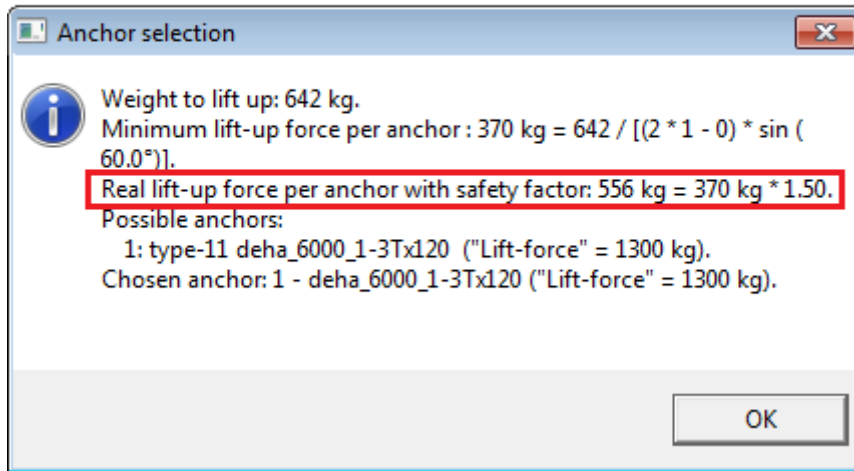 Anchor selection
Weight to lift up: 642 kg.
Minimum lift-up force per anchor : 370 kg = 642 / [(2 * 1 - 0) * sin (
60.0°)].
Real lift-up force per anchor with safety factor: 556 kg = 370 kg * 1.50.
Possible anchors:
1: type-11 deha_6000_1-3Tx120  ("Lift-force" = 1300 kg).
Chosen anchor: 1 - deha_6000_1-3Tx120 ("Lift-force" = 1300 kg).
OK